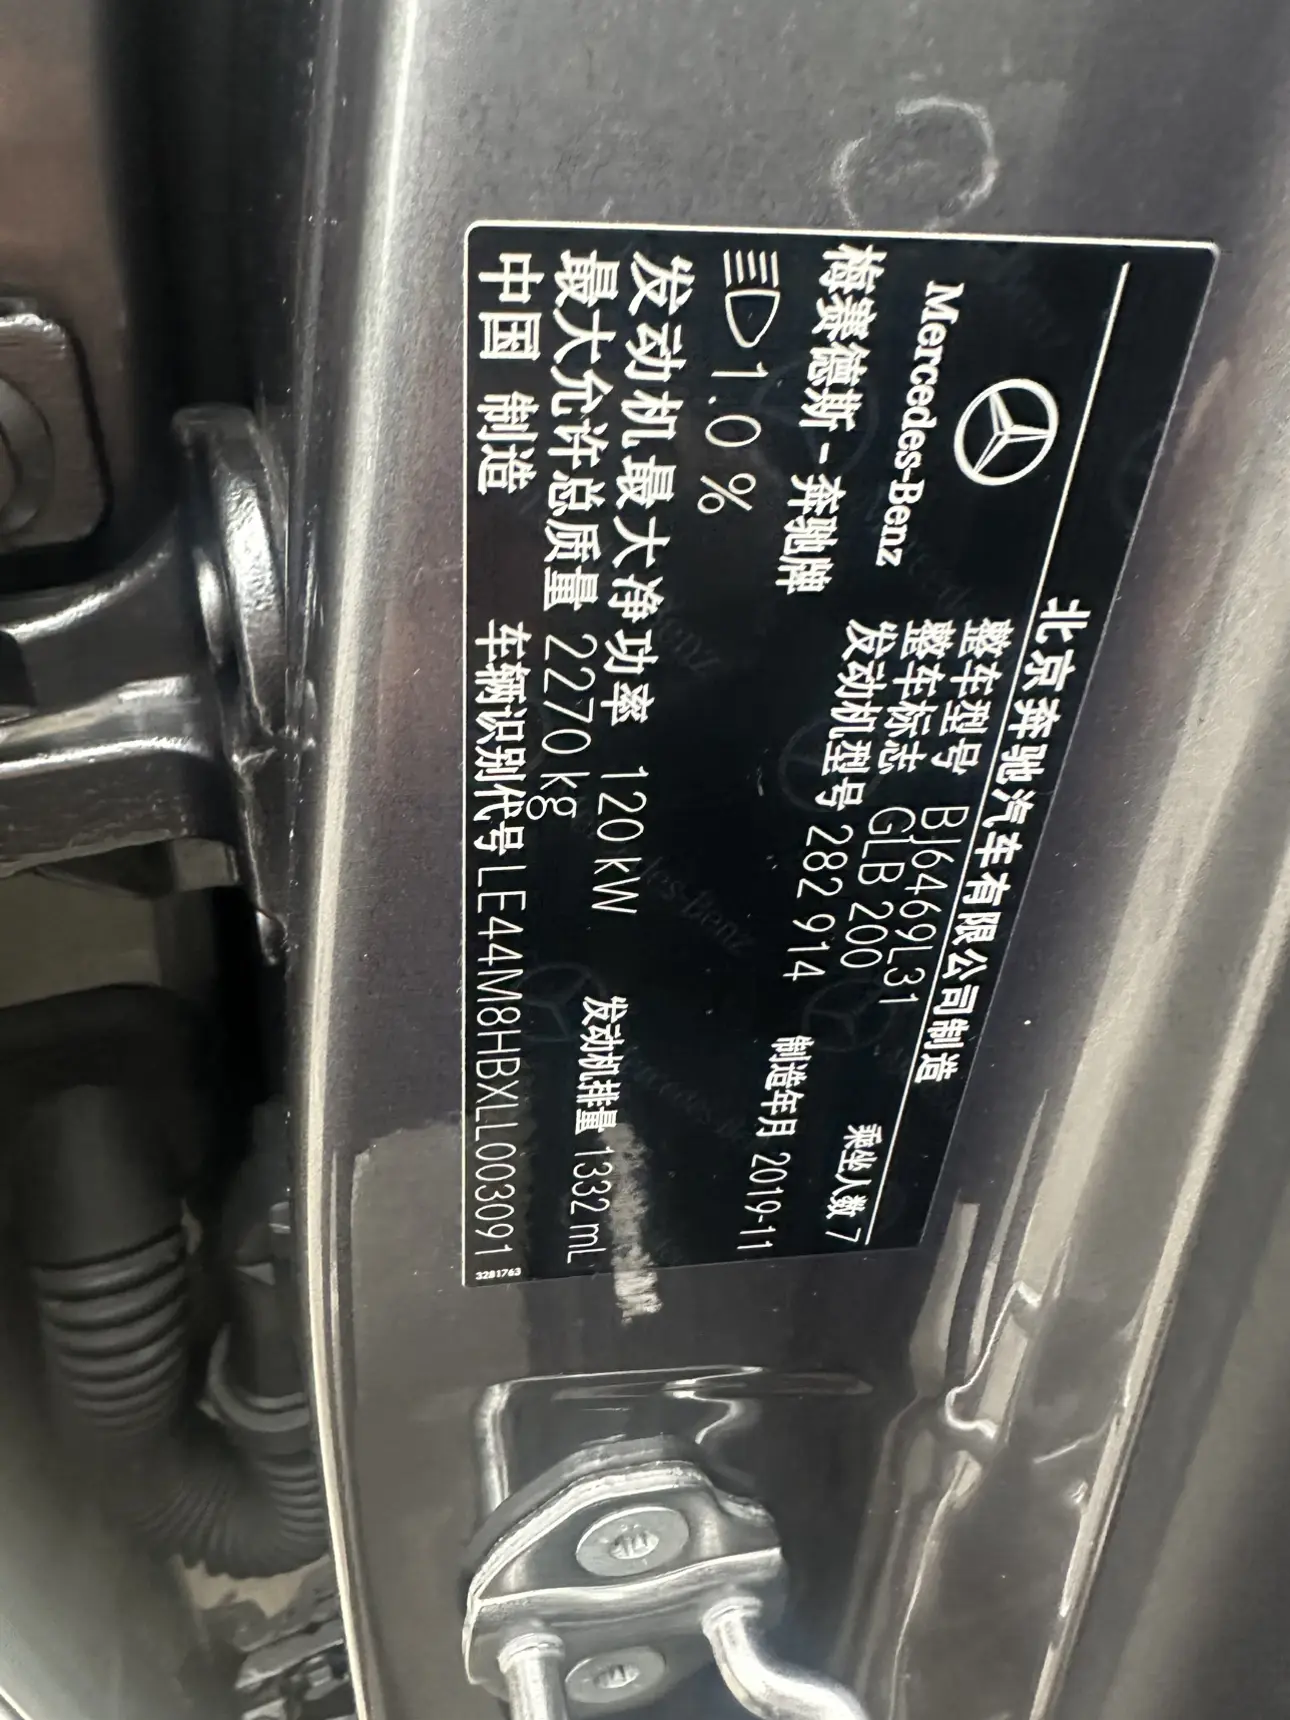 北京奔驰汽车有限公司制造
Mercedes-Benz
梅赛德斯-奔驰牌
整车型号 BJ6469L31
整车标志 GLB 200
发动机型号 282 914
乘坐人数 7
制造年月 2019-11
1.0 %
发动机最大净功率 120 kW
发动机排量 1332 mL
最大允许总质量 2270 kg
中国 制造
车辆识别代号 LE44M8HBXLL003091
3281763